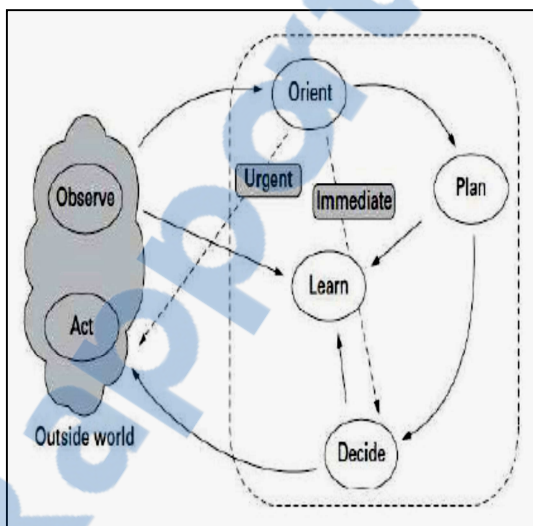 Orient
Urgent
Observe
Plan
Immediate
Learn
Act
Outside world
Decide